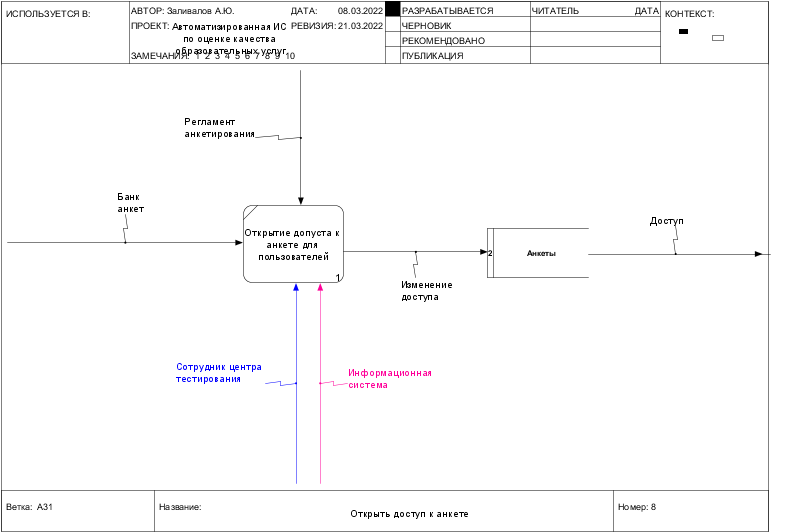 ИСПОЛЬЗУЕТСЯ В:
АВТОР: Заливалов А.Ю.
ДАТА: 08.03.2022
РАЗРАБАТЫВАЕТСЯ
ЧИТАТЕЛЬ
ДАТА
КОНТЕКСТ:
ПРОЕКТ: Автоматизированная ИС
по оценке качества
образовательных услуг
РЕВИЗИЯ: 21.03.2022
ЧЕРНОВИК
РЕКОМЕНДОВАНО
ЗАМЕЧАНИЯ: 1 2 3 4 5 6 7 8 9 10
ПУБЛИКАЦИЯ
Регламент
анкетирования
Банк
анкет
Открытие допуста к
анкете для
пользователей
1
2
Анкеты
Доступ
Изменение
доступа
Сотрудник центра
тестирования
Информационная
система
Ветка: А31
Название:
Открыть доступ к анкете
Номер: 8